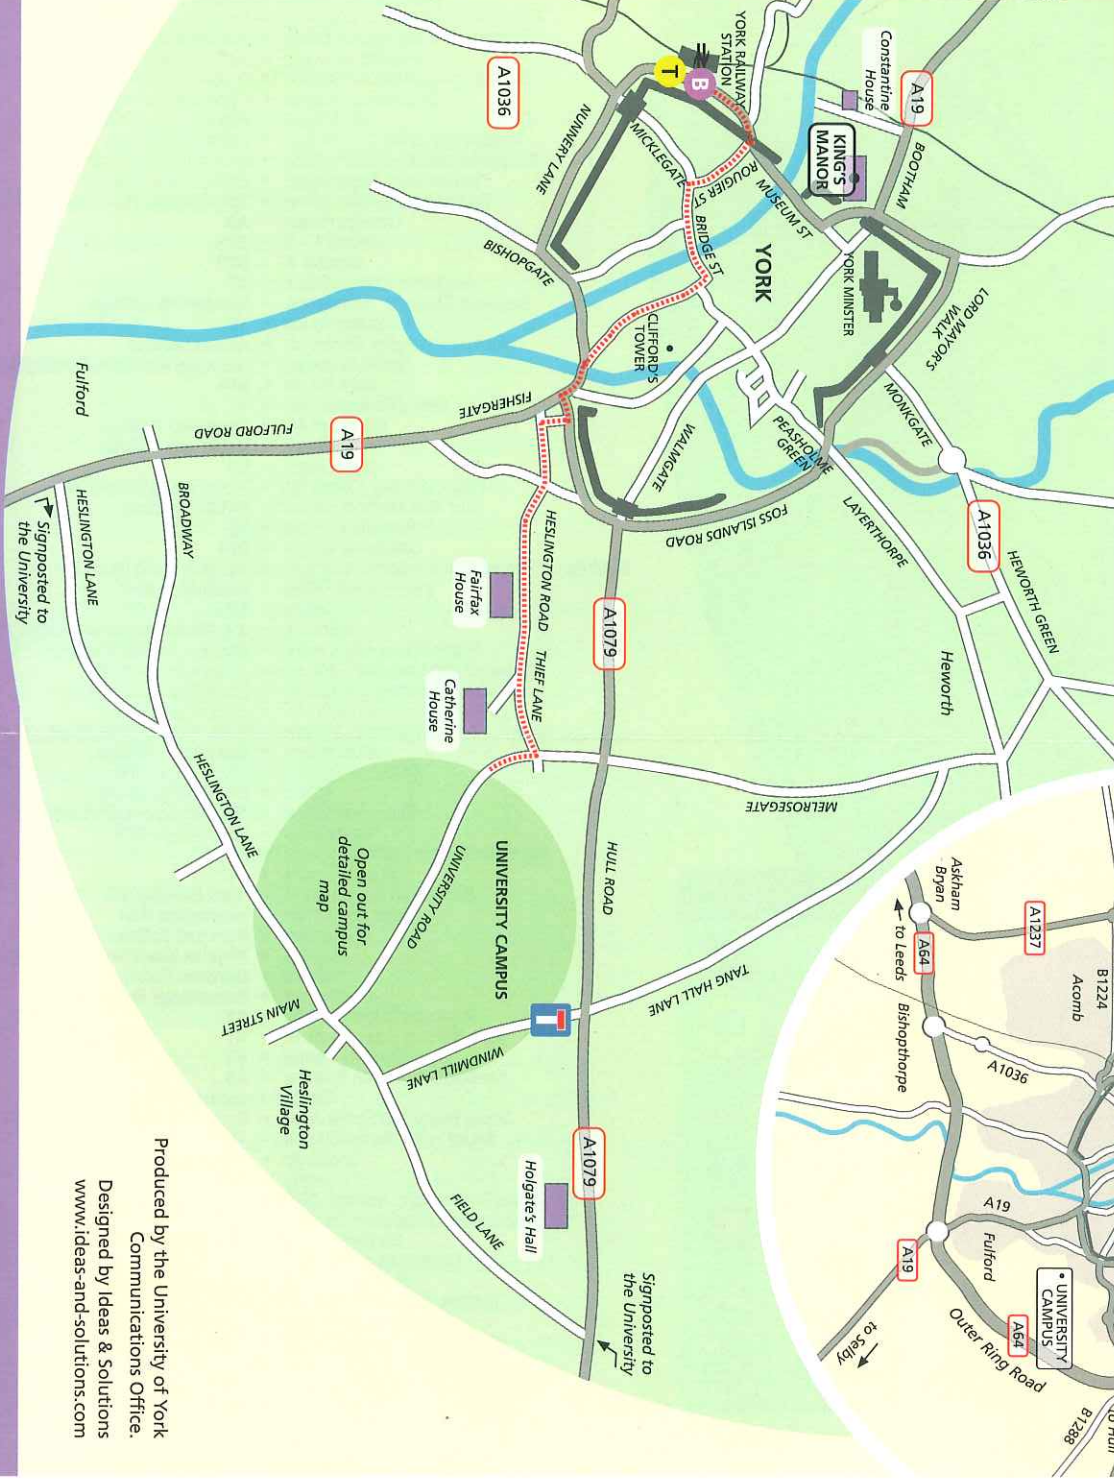 Constantine
House
A19
BOOTHAM
YORK RAILWAY
STATION
T
B
A1036
NUNNERY LANE
MICKLEGATE
ROUGIER ST
MUSEUM ST
KING'S
MANOR
BISHOPGATE
BRIDGE ST
YORK
YORK MINSTER
LORD MAYOR'S
WALK
CLIFFORD'S
TOWER
MONKGATE
PEASHOLME
GREEN
WALMGATE
FISHERGATE
Fulford
FULFORD ROAD
A19
FOSS ISLANDS ROAD
LAYERTHORPE
A1036
HEWORTH GREEN
Heworth
BROADWAY
HESLINGTON LANE
Signposted to
the University
HESLINGTON ROAD
Fairfax
House
A1079
THIEF LANE
Catherine
House
MELROSEGATE
HESLINGTON LANE
HULL ROAD
UNIVERSITY CAMPUS
UNIVERSITY ROAD
Open out for
detailed campus
map
TANG HALL LANE
MAIN STREET
WINDMILL LANE
Heslington
Village
A1079
Holgate's Hall
FIELD LANE
Signposted to
the University
Askham
Bryan
to Leeds
A1237
A64
B1224
Acomb
Bishopthorpe
A1036
A19
Fulford
A19
UNIVERSITY
CAMPUS
A64
Outer Ring Road
to Selby
B1288
to Hull
Produced by the University of York
Communications Office.
Designed by Ideas & Solutions
www.ideas-and-solutions.com